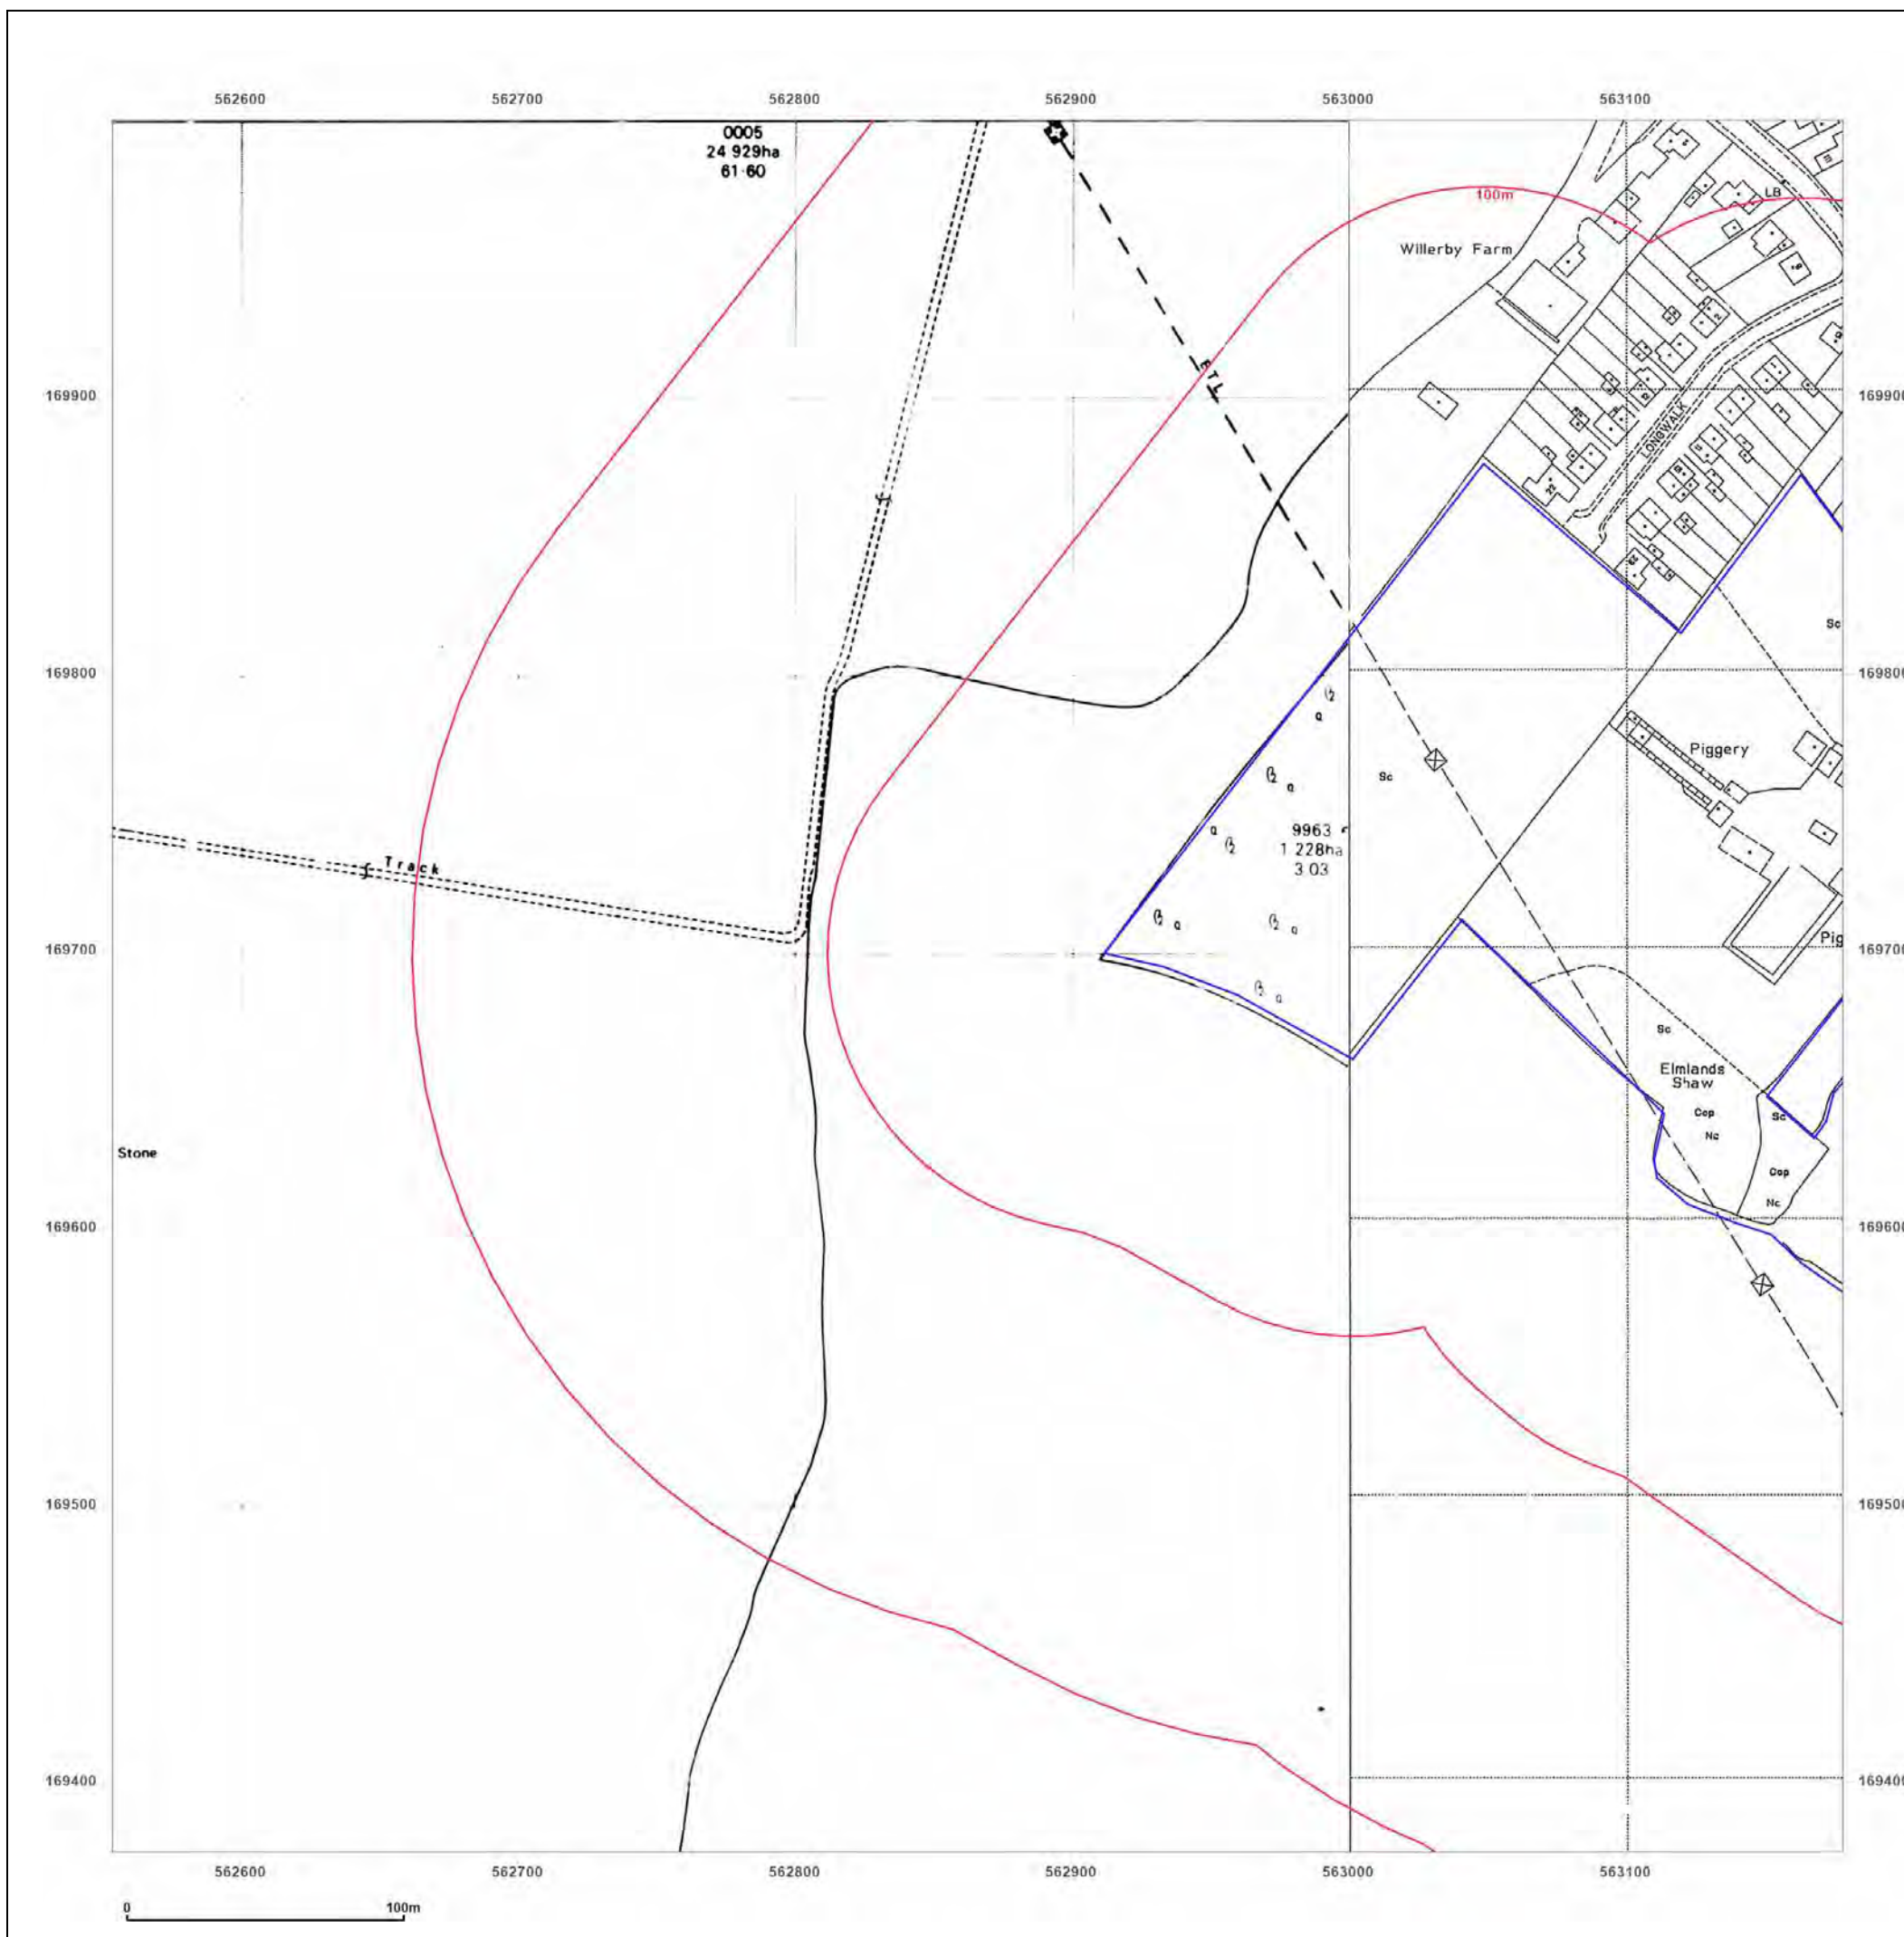 562600 562700 562800 562900 563000 563100
0005
24 929ha
61·60
100m
LB
Willerby Farm
ETL
169900 169900
LONGWALK
22
Sc
169800 169800
Piggery
Sc
9963
1 228ha
3 03
Track
169700 169700
Pig
Sc
Elmlands
Shaw
Cop
Sc
Nc
Stone
Cop
Nc
169600 169600
169500 169500
169400 169400
562600 562700 562800 562900 563000 563100
0 100m